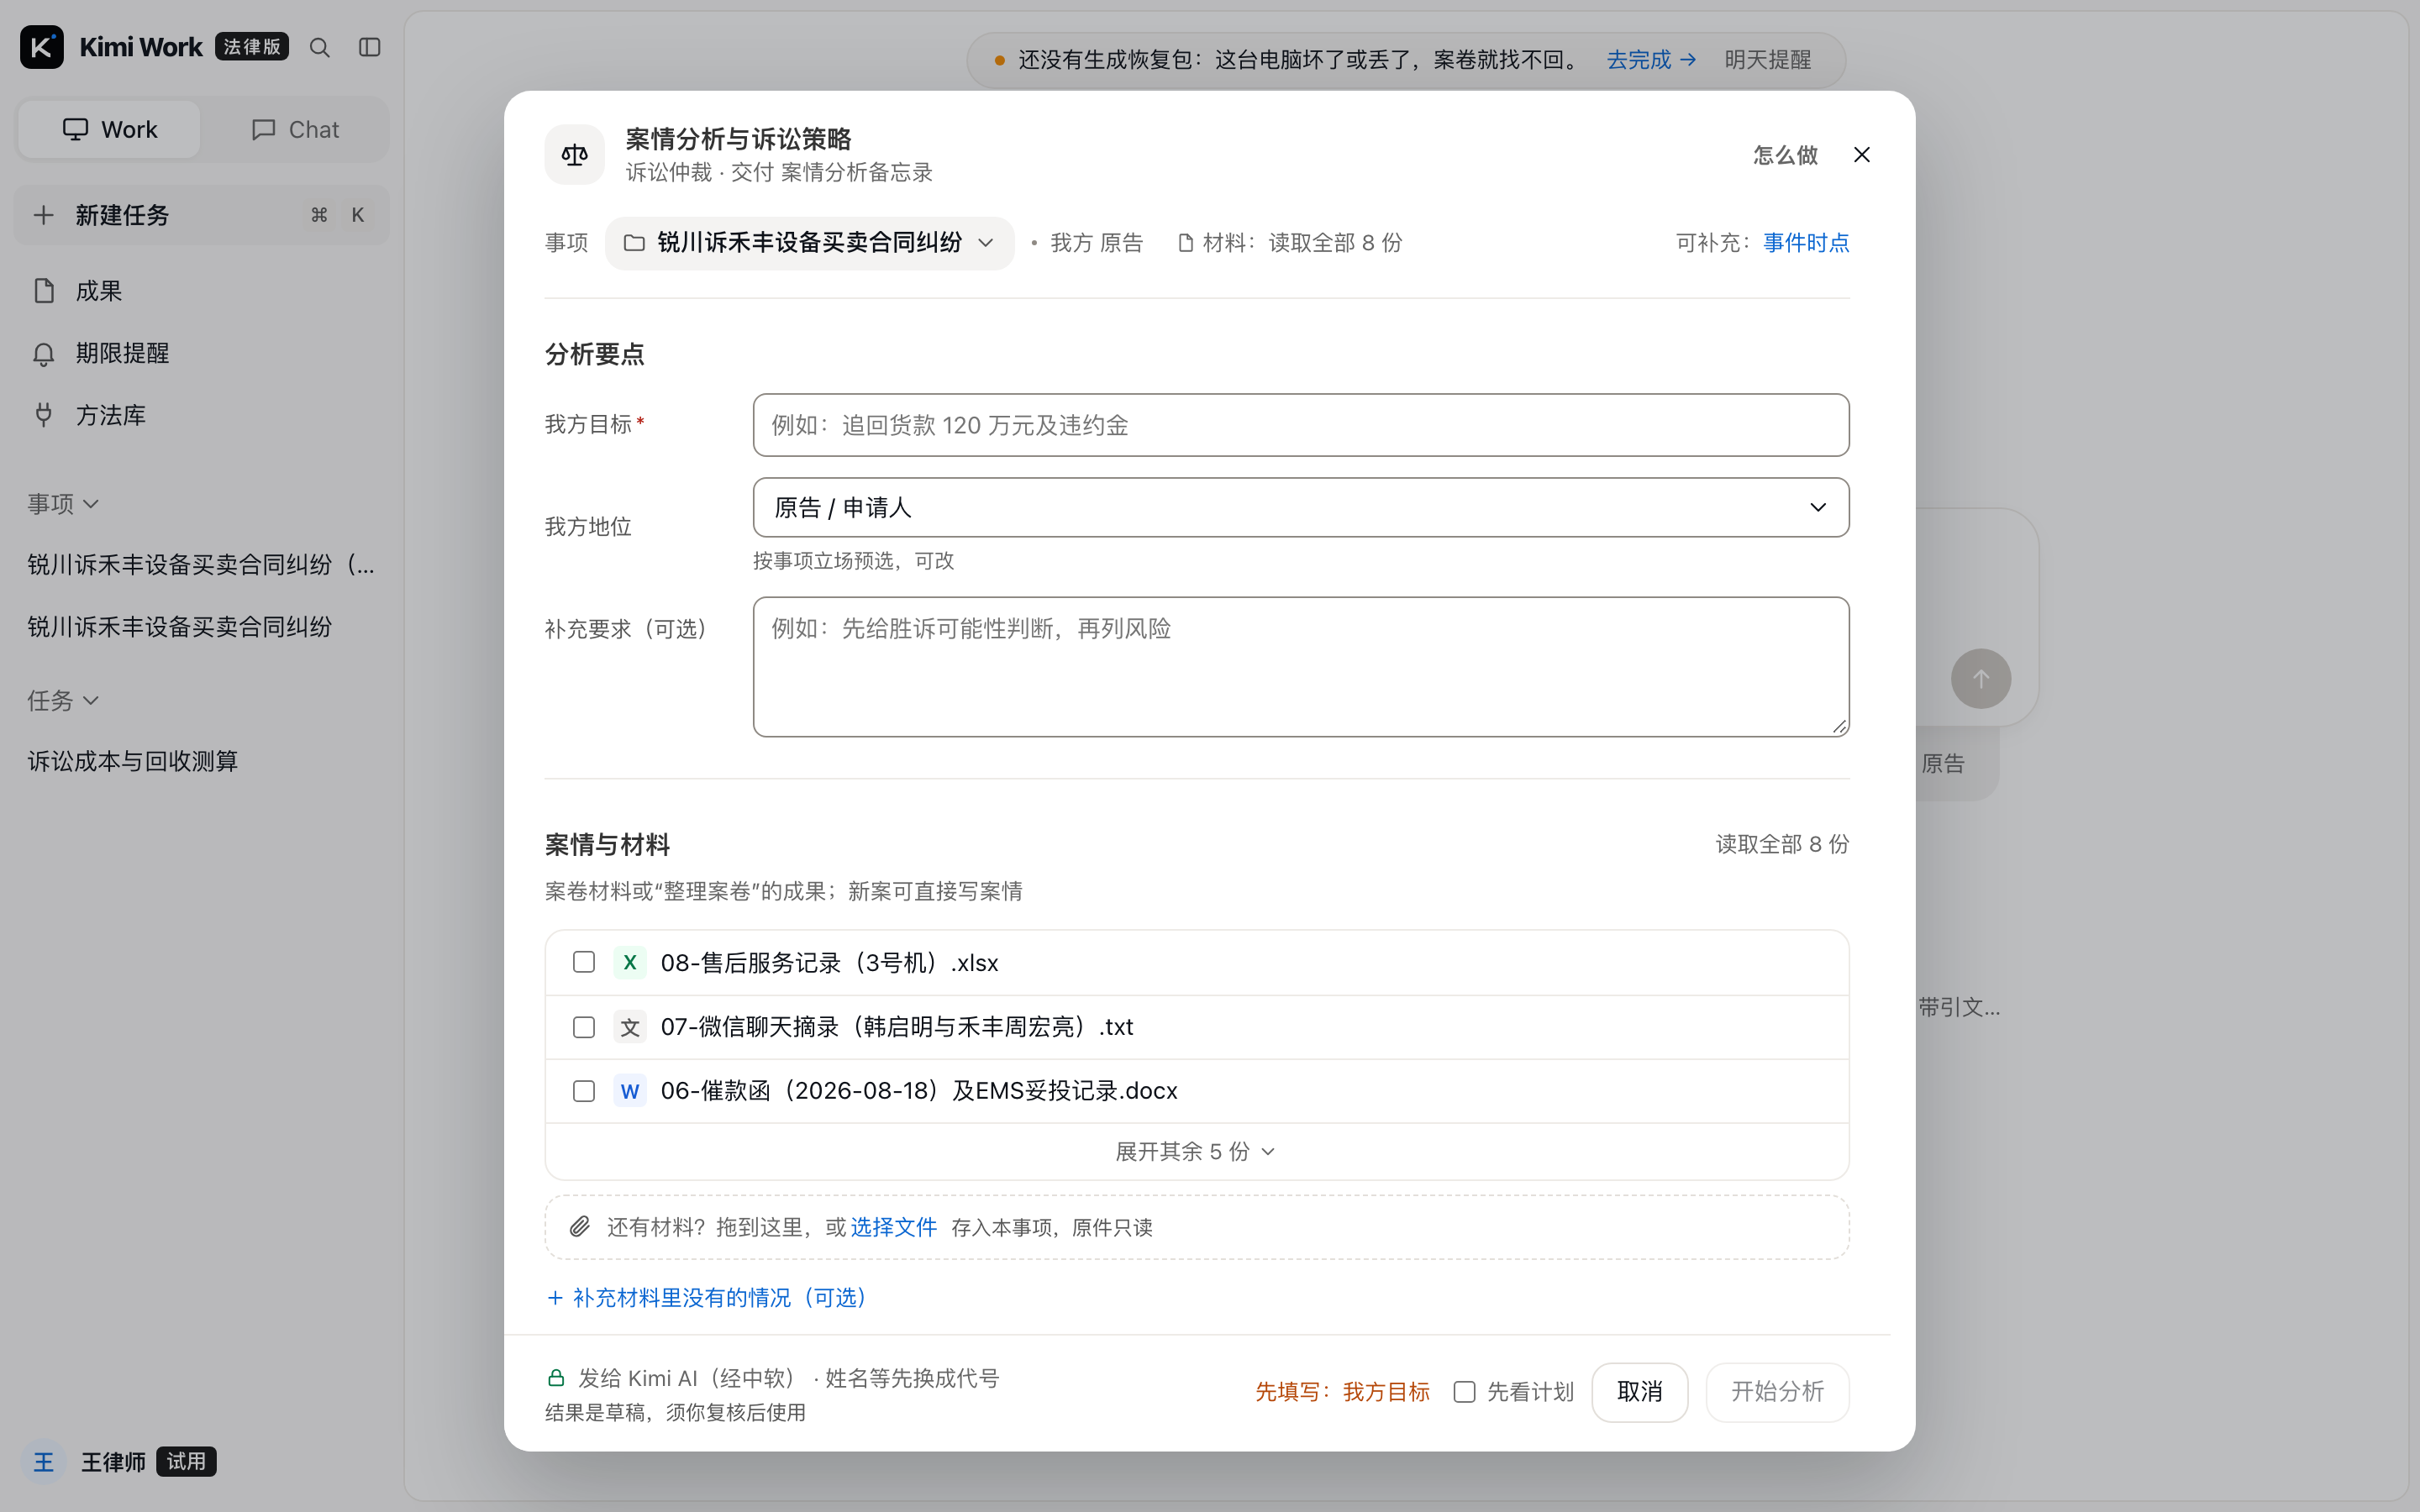 Kimi Work 法律版
Work
Chat
新建任务 ⌘ K
成果
期限提醒
方法库
事项
锐川诉禾丰设备买卖合同纠纷（...
锐川诉禾丰设备买卖合同纠纷
任务
诉讼成本与回收测算
王 王律师 试用
还没有生成恢复包：这台电脑坏了或丢了，案卷就找不回。 去完成 → 明天提醒
案情分析与诉讼策略
诉讼仲裁 · 交付 案情分析备忘录
怎么做
事项 锐川诉禾丰设备买卖合同纠纷 • 我方 原告 材料：读取全部 8 份 可补充：事件时点
分析要点
我方目标* 例如：追回货款 120 万元及违约金
我方地位 原告 / 申请人
按事项立场预选，可改
补充要求（可选） 例如：先给胜诉可能性判断，再列风险
案情与材料 读取全部 8 份
案卷材料或“整理案卷”的成果；新案可直接写案情
X 08-售后服务记录（3号机）.xlsx
文 07-微信聊天摘录（韩启明与禾丰周宏亮）.txt
W 06-催款函（2026-08-18）及EMS妥投记录.docx
展开其余 5 份
还有材料？拖到这里，或选择文件 存入本事项，原件只读
+ 补充材料里没有的情况（可选）
发给 Kimi AI（经中软） · 姓名等先换成代号
结果是草稿，须你复核后使用
先填写：我方目标 先看计划 取消 开始分析
原告
带引文...